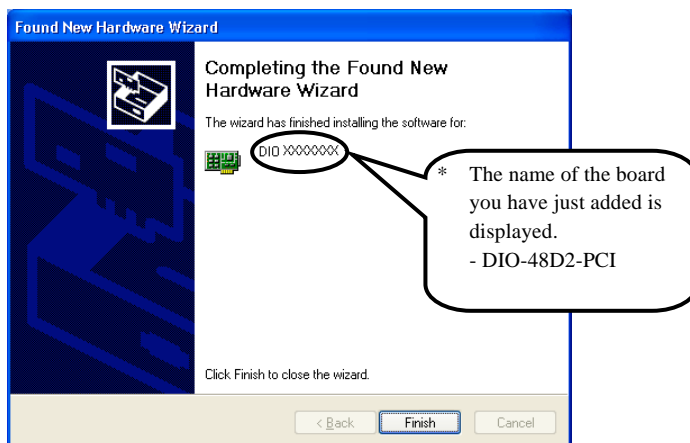 Found New Hardware Wizard
Completing the Found New
Hardware Wizard
The wizard has finished installing the software for:
DIO XXXXXXX
* The name of the board
you have just added is
displayed.
- DIO-48D2-PCI
Click Finish to close the wizard.
< Back
Finish
Cancel